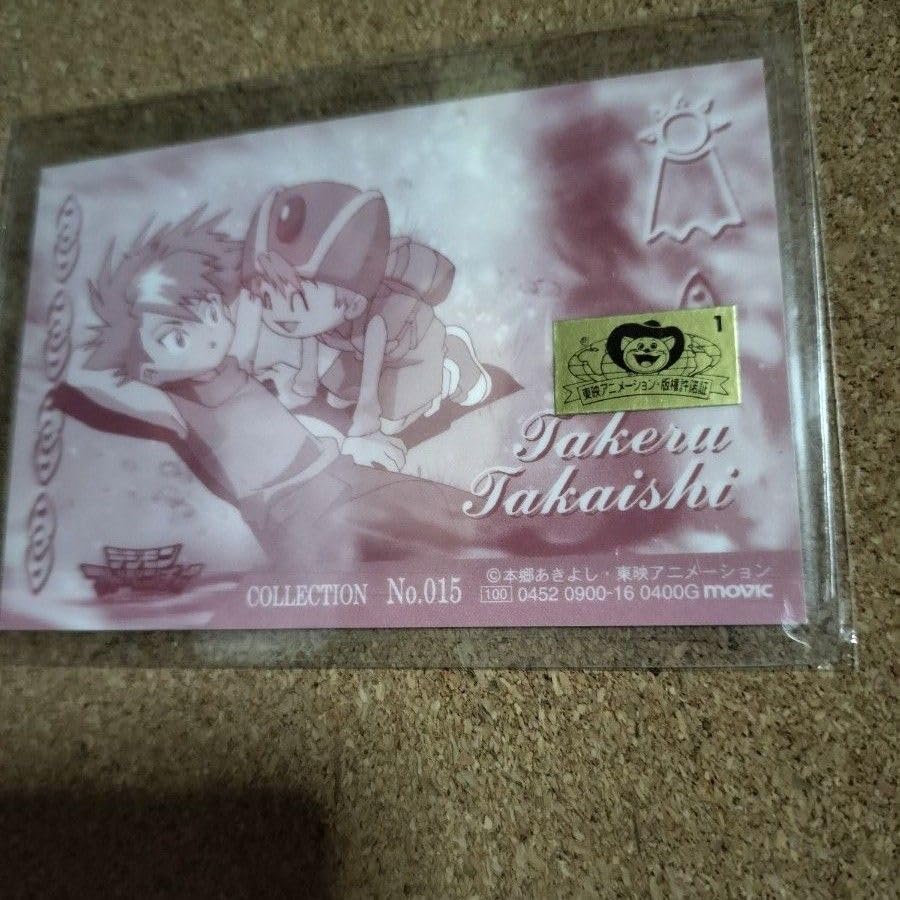 1
東映アニメーション・版権許諾証
Takeru
Takaishi
©本郷あきよし・東映アニメーション
COLLECTION No.015
100 0452 0900-16 0400G movic